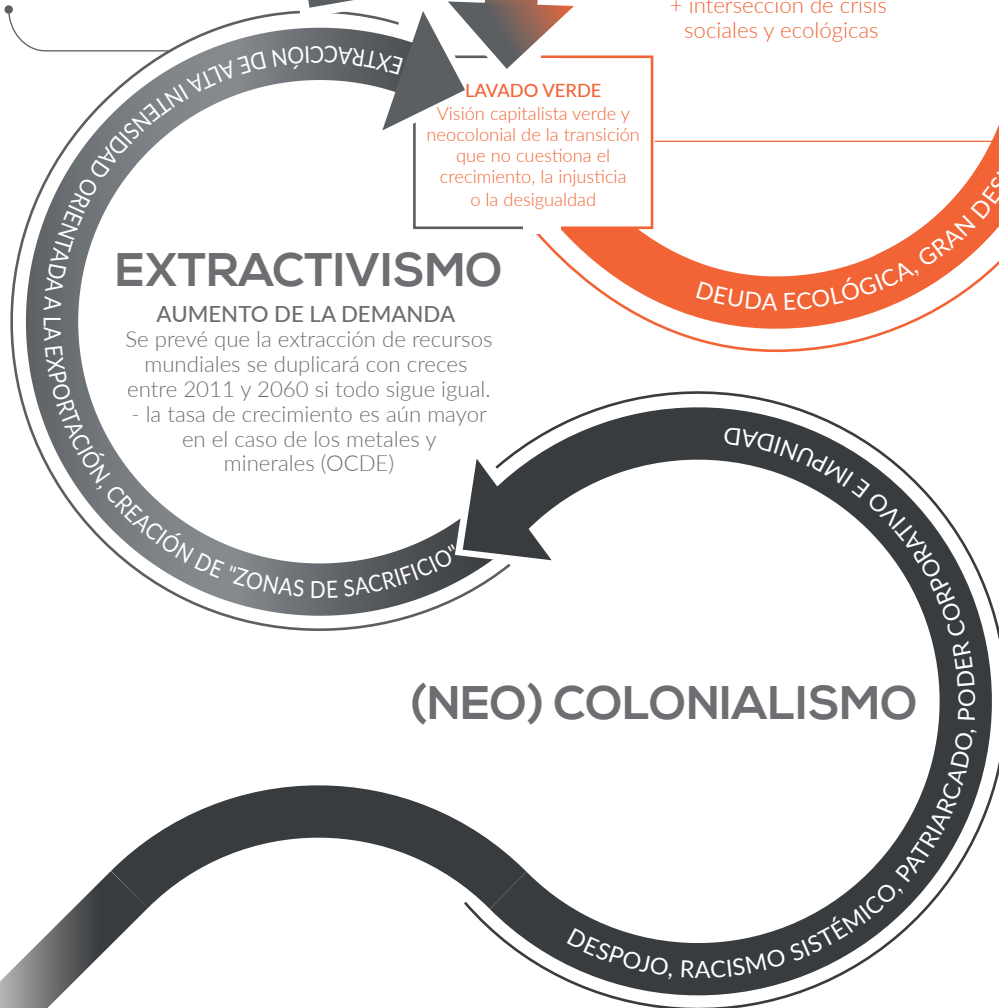 + intersección de crisis
sociales y ecológicas
EXTRACCIÓN DE ALTA INTENSIDAD ORIENTADA A LA EXPORTACIÓN, CREACIÓN DE "ZONAS DE SACRIFICIO"
LAVADO VERDE
Visión capitalista verde y
neocolonial de la transición
que no cuestiona el
crecimiento, la injusticia
o la desigualdad
DEUDA ECOLÓGICA, GRAN
EXTRACTIVISMO
AUMENTO DE LA DEMANDA
Se prevé que la extracción de recursos
mundiales se duplicará con creces
entre 2011 y 2060 si todo sigue igual.
- la tasa de crecimiento es aún mayor
en el caso de los metales y
minerales (OCDE)
(NEO) COLONIALISMO
DESPOJO, RACISMO SISTÉMICO, PATRIARCADO, PODER CORPORATIVO E IMPUNIDAD